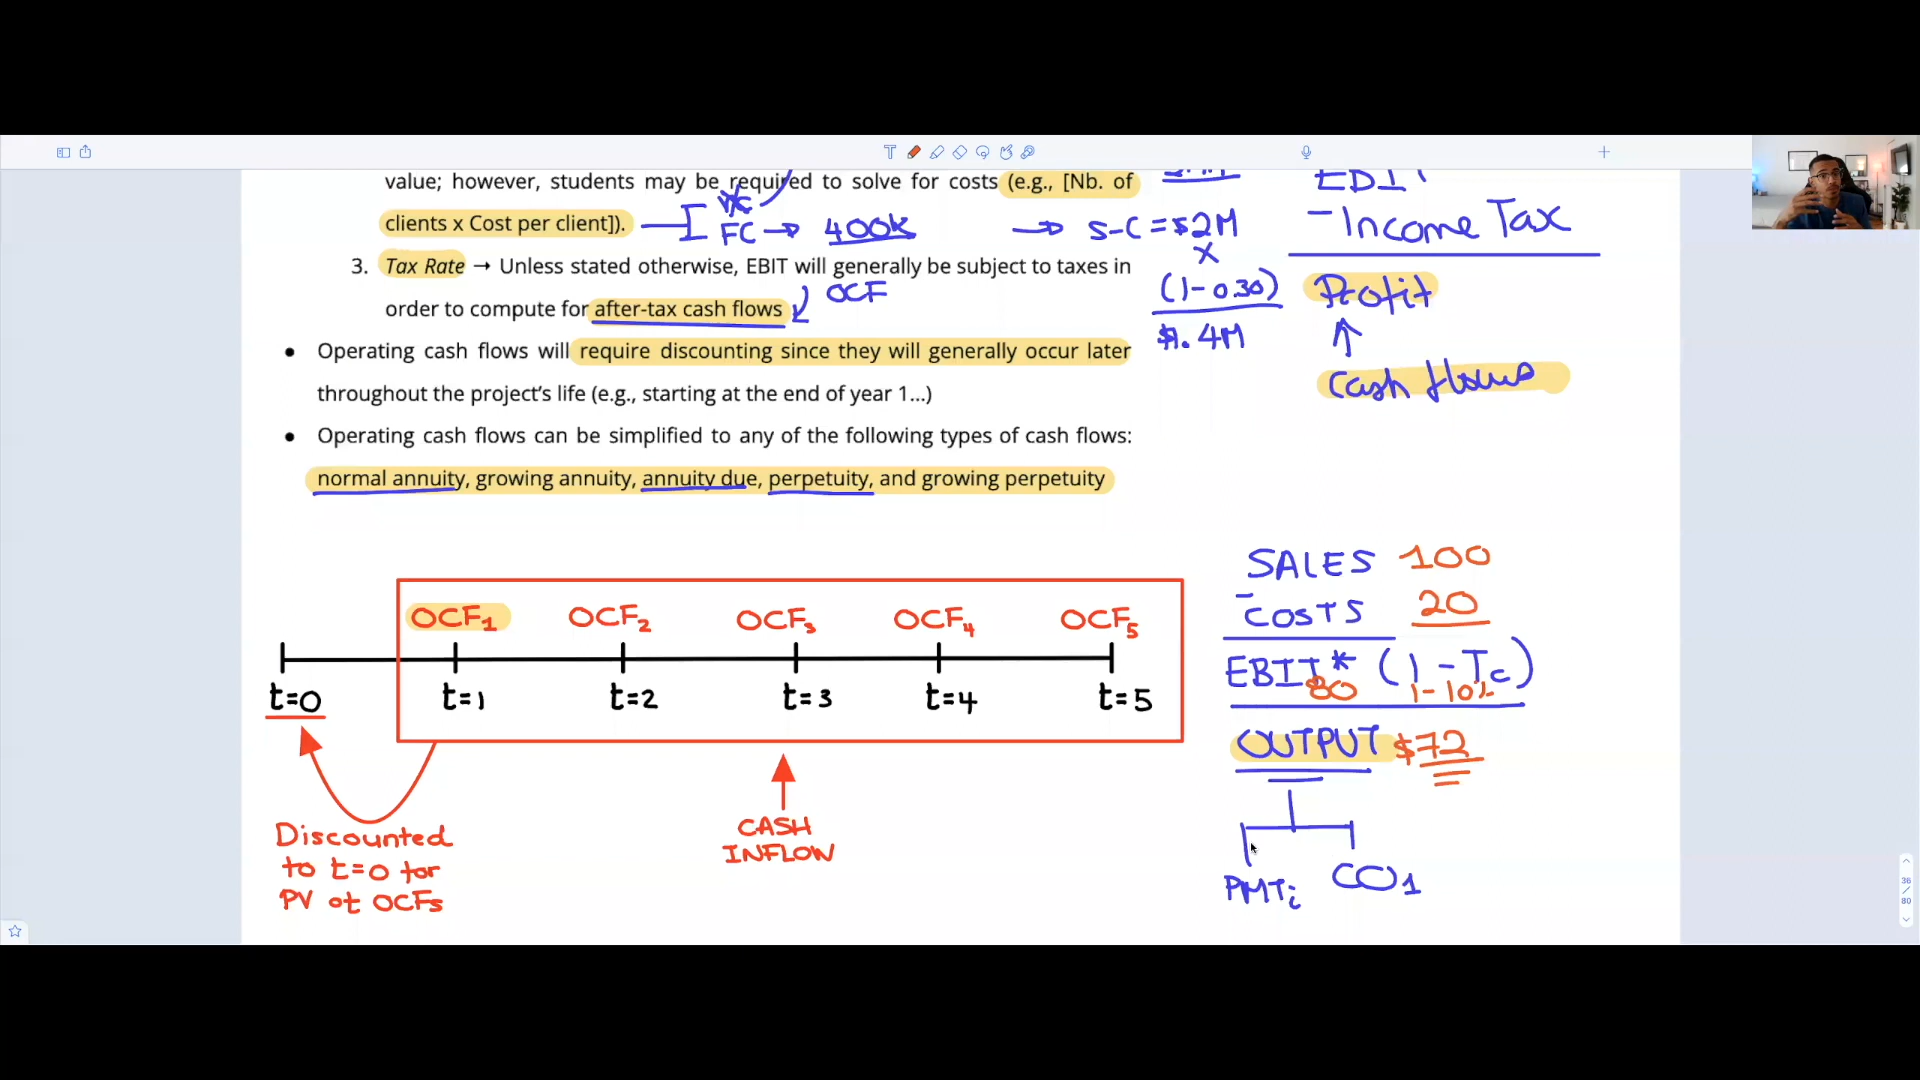 value; however, students may be required to solve for costs (e.g., [Nb. of
clients x Cost per client]).
FC → 400k → S-C = $2M
x
(1-0.30)
$1.4M
- Income Tax
Profit
↑
Cash flows
3. Tax Rate → Unless stated otherwise, EBIT will generally be subject to taxes in
OCF
order to compute for after-tax cash flows
• Operating cash flows will require discounting since they will generally occur later
throughout the project's life (e.g., starting at the end of year 1...)
• Operating cash flows can be simplified to any of the following types of cash flows:
normal annuity, growing annuity, annuity due, perpetuity, and growing perpetuity
OCF1 OCF2 OCF3 OCF4 OCF5
t=0 t=1 t=2 t=3 t=4 t=5
Discounted
to t=0 for
PV of OCFs
CASH
INFLOW
SALES 100
- COSTS 20
EBIT* (1-Tc)
80 1-10%
OUTPUT $72
PMTi CO1
36
/
80